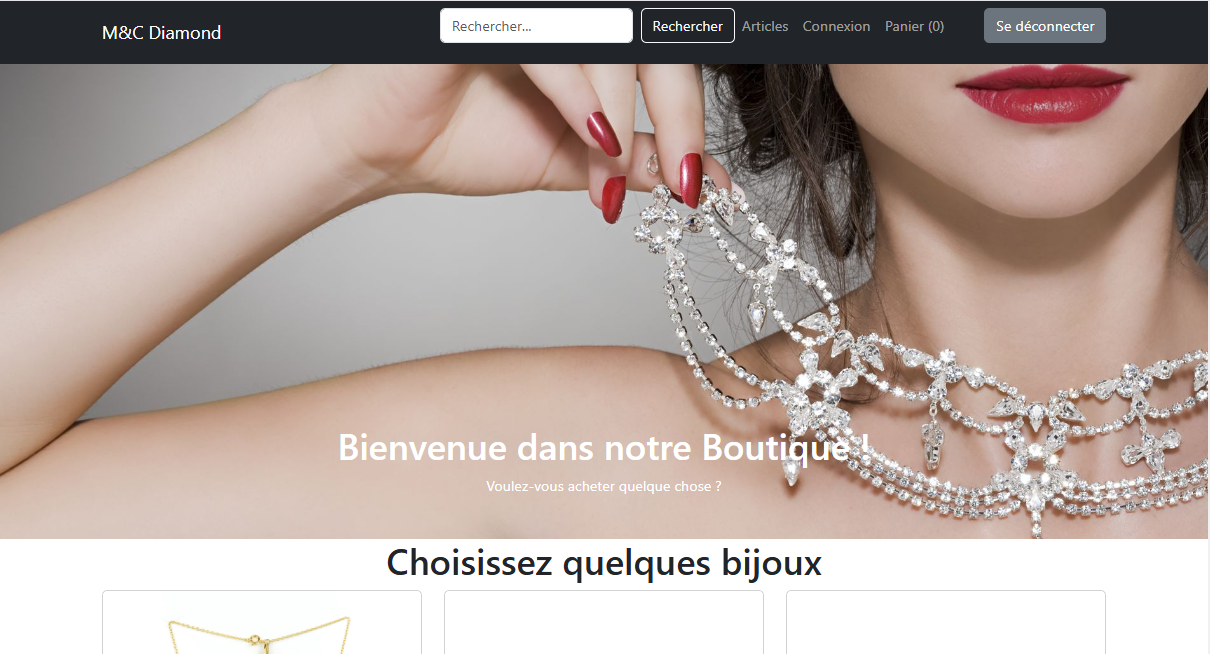 M&C Diamond
Rechercher...
Rechercher
Articles
Connexion
Panier (0)
Se déconnecter
Bienvenue dans notre Boutique !
Voulez-vous acheter quelque chose ?
Choisissez quelques bijoux